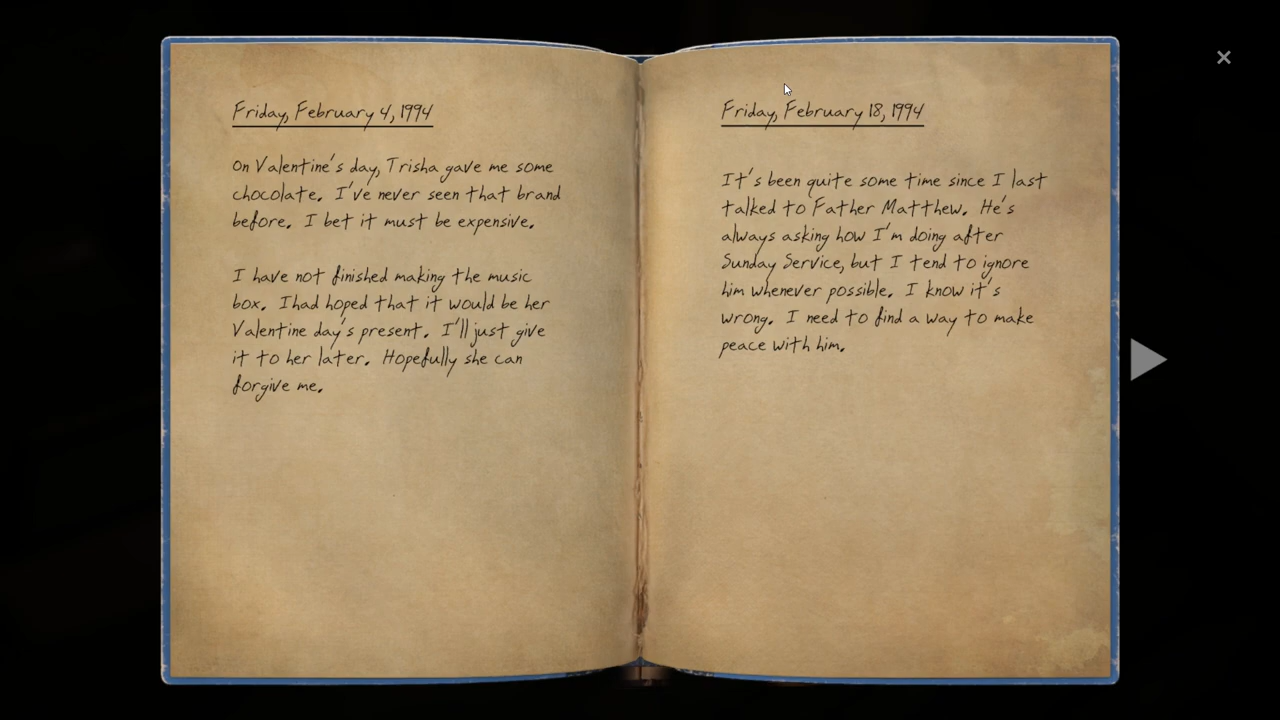 Friday, February 4, 1994
On Valentine's day, Trisha gave me some
chocolate. I've never seen that brand
before. I bet it must be expensive.
I have not finished making the music
box. I had hoped that it would be her
Valentine day's present. I'll just give
it to her later. Hopefully she can
forgive me.
Friday, February 18, 1994
It's been quite some time since I last
talked to Father Matthew. He's
always asking how I'm doing after
Sunday Service, but I tend to ignore
him whenever possible. I know it's
wrong. I need to find a way to make
peace with him.